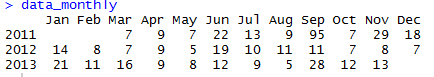 > data_monthly
     Jan Feb Mar Apr May Jun Jul Aug Sep Oct Nov Dec
2011           7   9   7  22  13   9  95   7  29  18
2012  14   8   7   9   5  19  10  11  11   7   8   7
2013  21  11  16   9   8  12   9   5  28  12  13